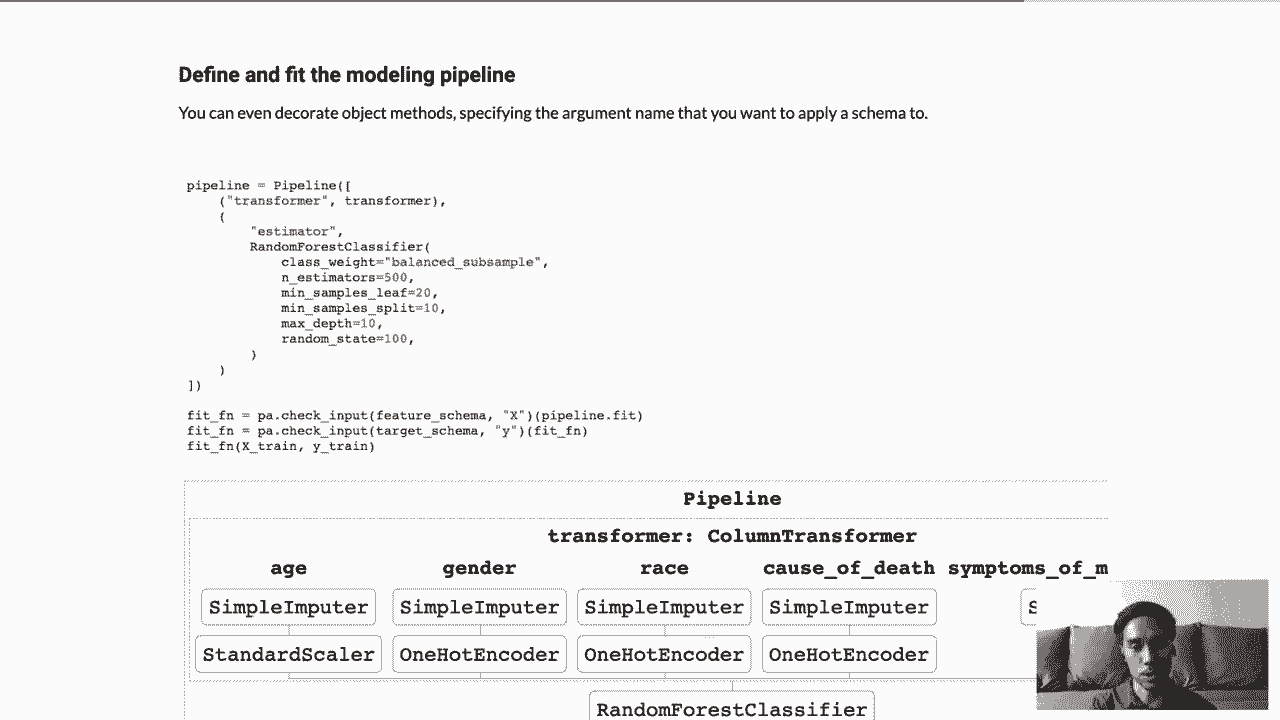 Define and fit the modeling pipeline
You can even decorate object methods, specifying the argument name that you want to apply a schema to.
pipeline = Pipeline([
    ("transformer", transformer),
    (
        "estimator",
        RandomForestClassifier(
            class_weight="balanced_subsample",
            n_estimators=500,
            min_samples_leaf=20,
            min_samples_split=10,
            max_depth=10,
            random_state=100,
        )
    )
])
fit_fn = pa.check_input(feature_schema, "X")(pipeline.fit)
fit_fn = pa.check_input(target_schema, "y")(fit_fn)
fit_fn(X_train, y_train)
Pipeline
transformer: ColumnTransformer
age gender race cause_of_death symptoms_of_m
SimpleImputer SimpleImputer SimpleImputer SimpleImputer S
StandardScaler OneHotEncoder OneHotEncoder OneHotEncoder
RandomForestClassifier